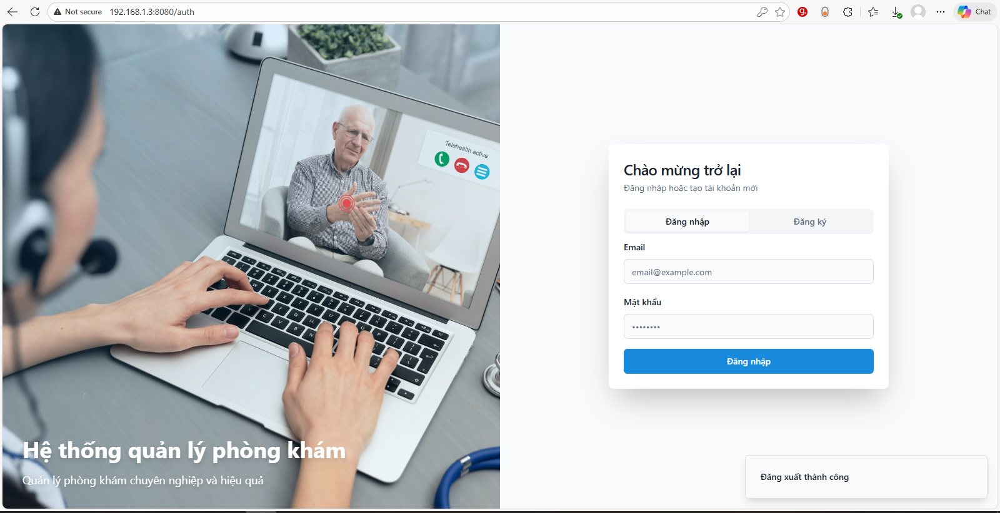 Not secure
192.168.1.3:8080/auth
Chat
Telehealth active
Hệ thống quản lý phòng khám
Quản lý phòng khám chuyên nghiệp và hiệu quả
Chào mừng trở lại
Đăng nhập hoặc tạo tài khoản mới
Đăng nhập
Đăng ký
Email
email@example.com
Mật khẩu
••••••••
Đăng nhập
Đăng xuất thành công